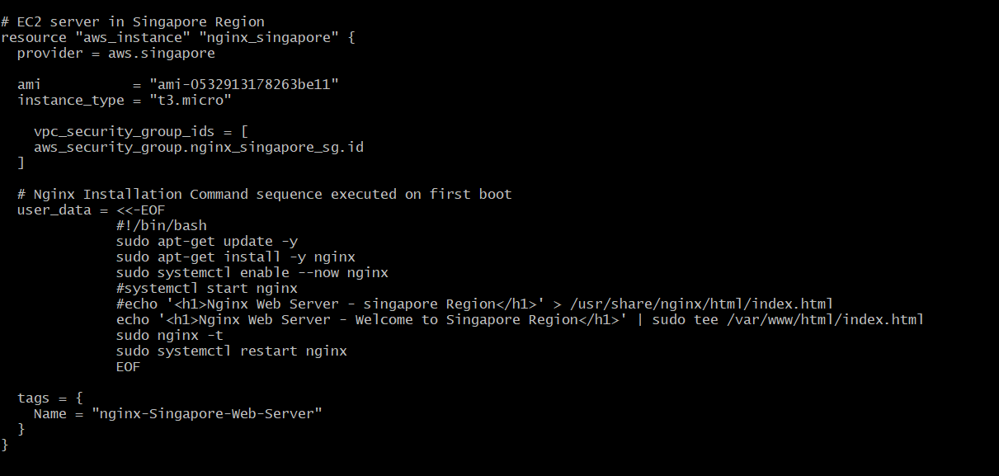 # EC2 server in Singapore Region
resource "aws_instance" "nginx_singapore" {
  provider = aws.singapore

  ami           = "ami-0532913178263be11"
  instance_type = "t3.micro"

    vpc_security_group_ids = [
    aws_security_group.nginx_singapore_sg.id
  ]

  # Nginx Installation Command sequence executed on first boot
  user_data = <<-EOF
              #!/bin/bash
              sudo apt-get update -y
              sudo apt-get install -y nginx
              sudo systemctl enable --now nginx
              #systemctl start nginx
              #echo '<h1>Nginx Web Server - singapore Region</h1>' > /usr/share/nginx/html/index.html
              echo '<h1>Nginx Web Server - Welcome to Singapore Region</h1>' | sudo tee /var/www/html/index.html
              sudo nginx -t
              sudo systemctl restart nginx
              EOF

  tags = {
    Name = "nginx-Singapore-Web-Server"
  }
}